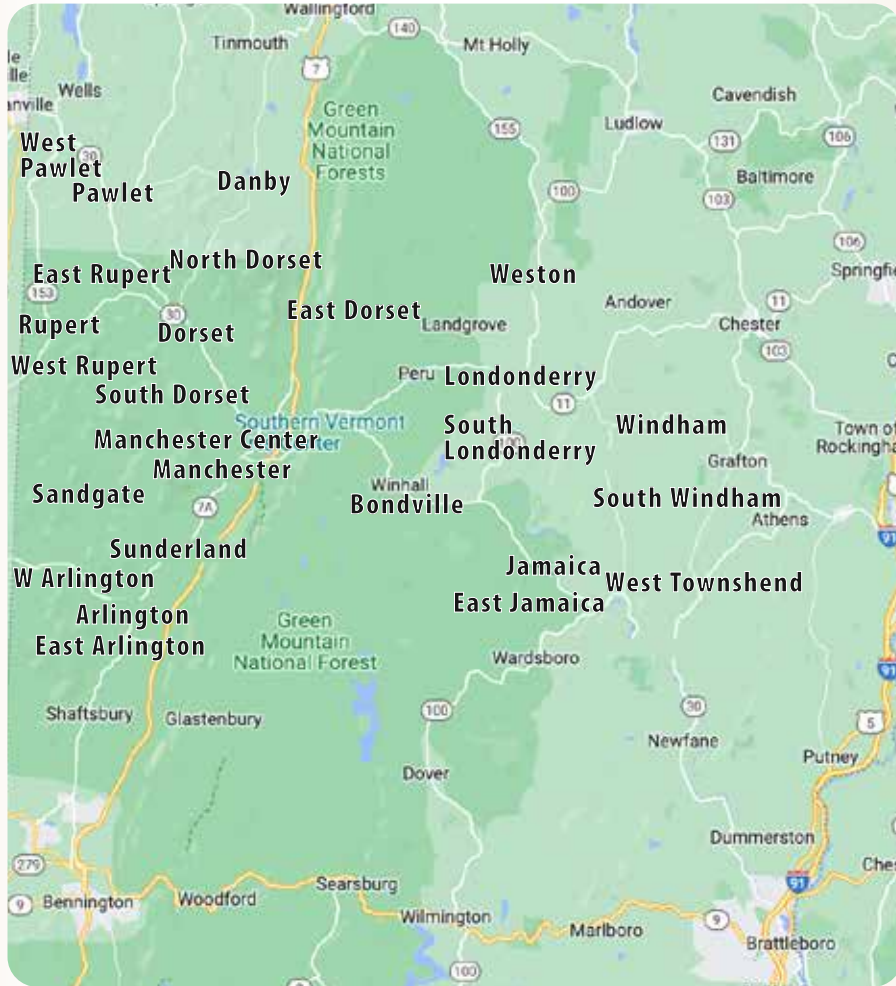 Wallingford
140
Tinmouth
Mt Holly
7
Wells
Cavendish
Green
Mountain
National
Forests
155
Ludlow
131
106
West
Pawlet
30
Pawlet
Danby
100
Baltimore
103
106
North Dorset
East Rupert
Weston
153
Andover
11
East Dorset
30
Rupert
Dorset
Landgrove
Chester
103
West Rupert
Peru
Londonderry
South Dorset
11
Southern Vermont
Manchester Center
South
Londonderry
100
Windham
Town of
Manchester
Grafton
Sandgate
Winhall
Bondville
South Windham
7A
Athens
91
Sunderland
W Arlington
Jamaica
West Townshend
East Jamaica
Arlington
East Arlington
Green
Mountain
National Forest
Wardsboro
91
Shaftsbury
Glastenbury
100
30
5
Newfane
Putney
Dover
Dummerston
279
91
Searsburg
9
Bennington
Woodford
Wilmington
9
Marlboro
Brattleboro
100